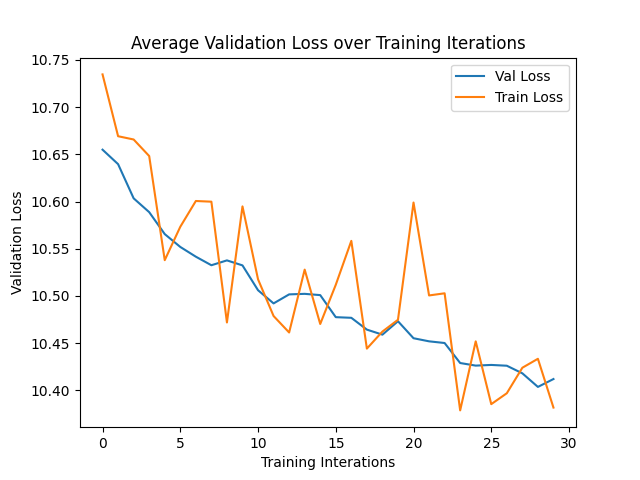 Average Validation Loss over Training Iterations
Val Loss
Train Loss
Validation Loss
10.75
10.70
10.65
10.60
10.55
10.50
10.45
10.40
0 5 10 15 20 25 30
Training Interations